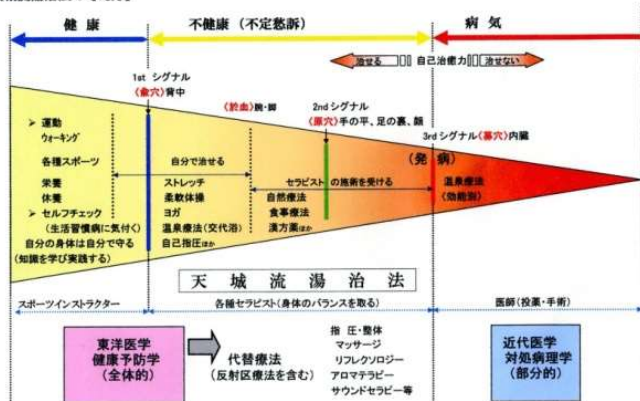 健 康
不健康（不定愁訴）
病 気
治せる
自己治癒力
治せない
1st シグナル
〈兪穴〉背中
〈於血〉腕・脚
2nd シグナル
〈原穴〉手の平、足の裏、顔
3rd シグナル〈募穴〉内臓
（発 病）
➢ 運動
ウォーキング
各種スポーツ
栄養
休養
➢ セルフチェック
（生活習慣病に気付く）
自分の身体は自分で守る
（知識を学び実践する）
自分で治せる
ストレッチ
柔軟体操
ヨガ
温泉療法（交代浴）
自己指圧ほか
セラピストの施術を受ける
自然療法
食事療法
漢方薬ほか
温泉療法
（効能別）
天 城 流 湯 治 法
スポーツインストラクター
各種セラピスト（身体のバランスを取る）
医師（投薬・手術）
東洋医学
健康予防学
（全体的）
代替療法
（反射区療法を含む）
指 圧・整体
マッサージ
リフレクソロジー
アロマテラピー
サウンドセラピー等
近代医学
対処病理学
（部分的）